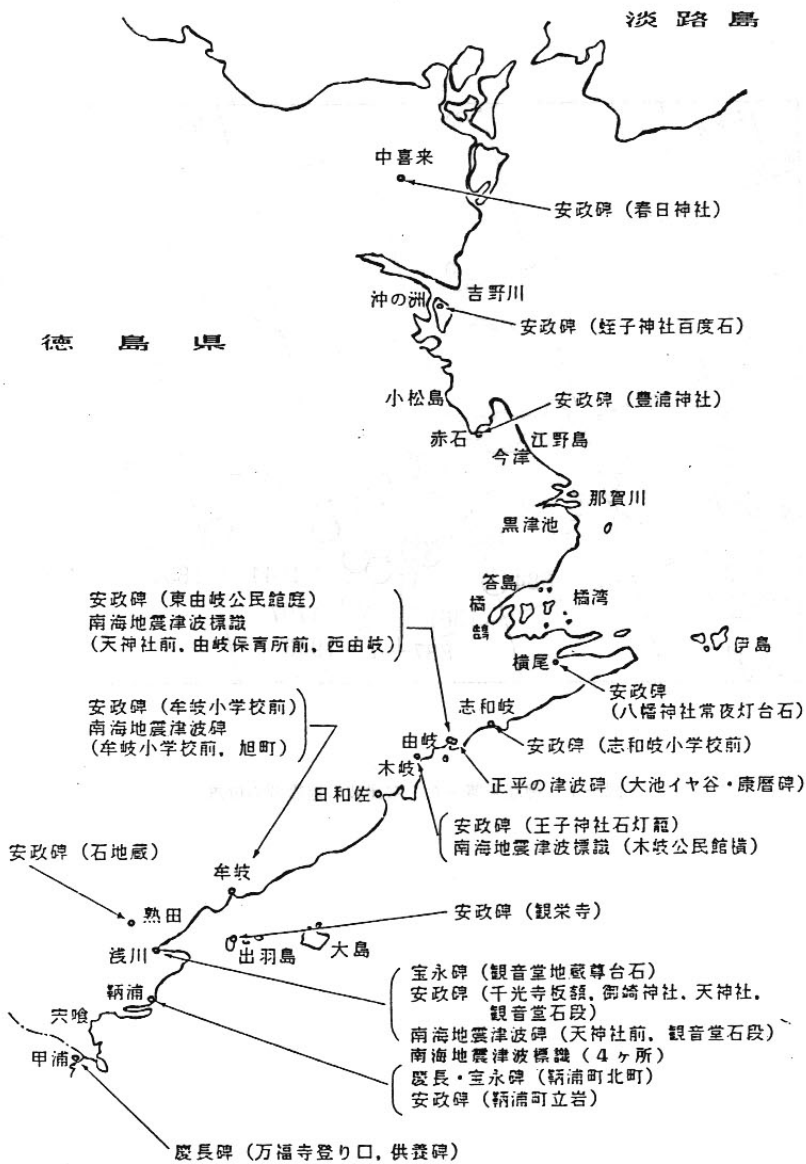 淡路島
中喜来
安政碑（春日神社）
吉野川
沖の洲
安政碑（蛭子神社百度石）
徳島県
小松島
安政碑（豊浦神社）
赤石
江野島
今津
那賀川
黒津池
答島
橘湾
橘
鵠
伊島
横尾
安政碑
（八幡神社常夜灯台石）
安政碑（東由岐公民館庭）
南海地震津波標識
（天神社前，由岐保育所前，西由岐）
志和岐
安政碑（志和岐小学校前）
由岐
正平の津波碑（大池イヤ谷・康暦碑）
木岐
安政碑（王子神社石灯籠）
南海地震津波標識（木岐公民館横）
安政碑（牟岐小学校前）
南海地震津波碑
（牟岐小学校前，旭町）
日和佐
安政碑（石地蔵）
牟岐
熟田
安政碑（観栄寺）
出羽島
大島
浅川
宝永碑（観音堂地蔵尊台石）
安政碑（千光寺板額，御崎神社，天神社，
観音堂石段）
南海地震津波碑（天神社前，観音堂石段）
南海地震津波標識（4ヶ所）
鞆浦
慶長・宝永碑（鞆浦町北町）
安政碑（鞆浦町立岩）
宍喰
甲浦
慶長碑（万福寺登り口，供養碑）